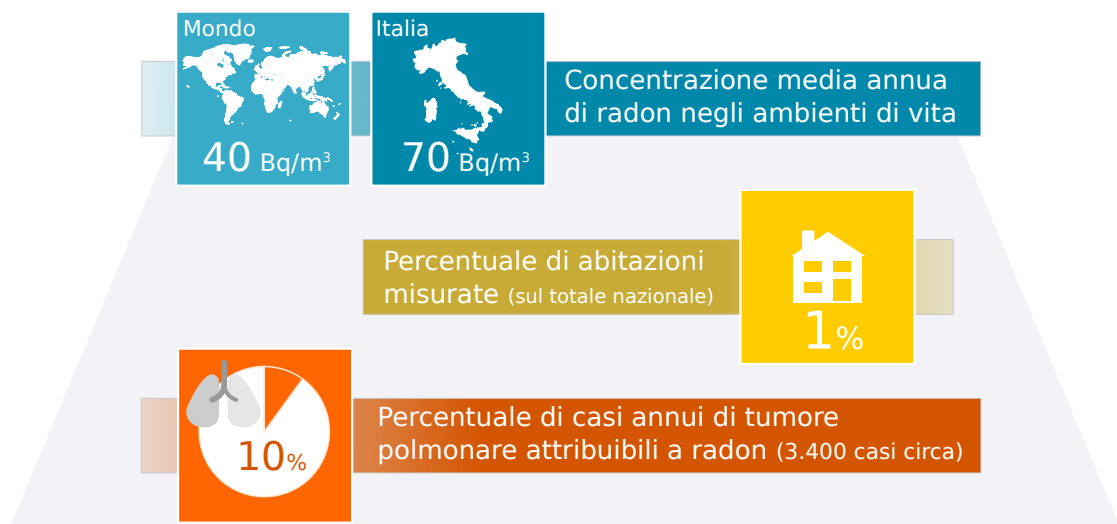 Mondo
40 Bq/m³
Italia
70 Bq/m³
Concentrazione media annua
di radon negli ambienti di vita
Percentuale di abitazioni
misurate (sul totale nazionale)
1%
10%
Percentuale di casi annui di tumore
polmonare attribuibili a radon (3.400 casi circa)